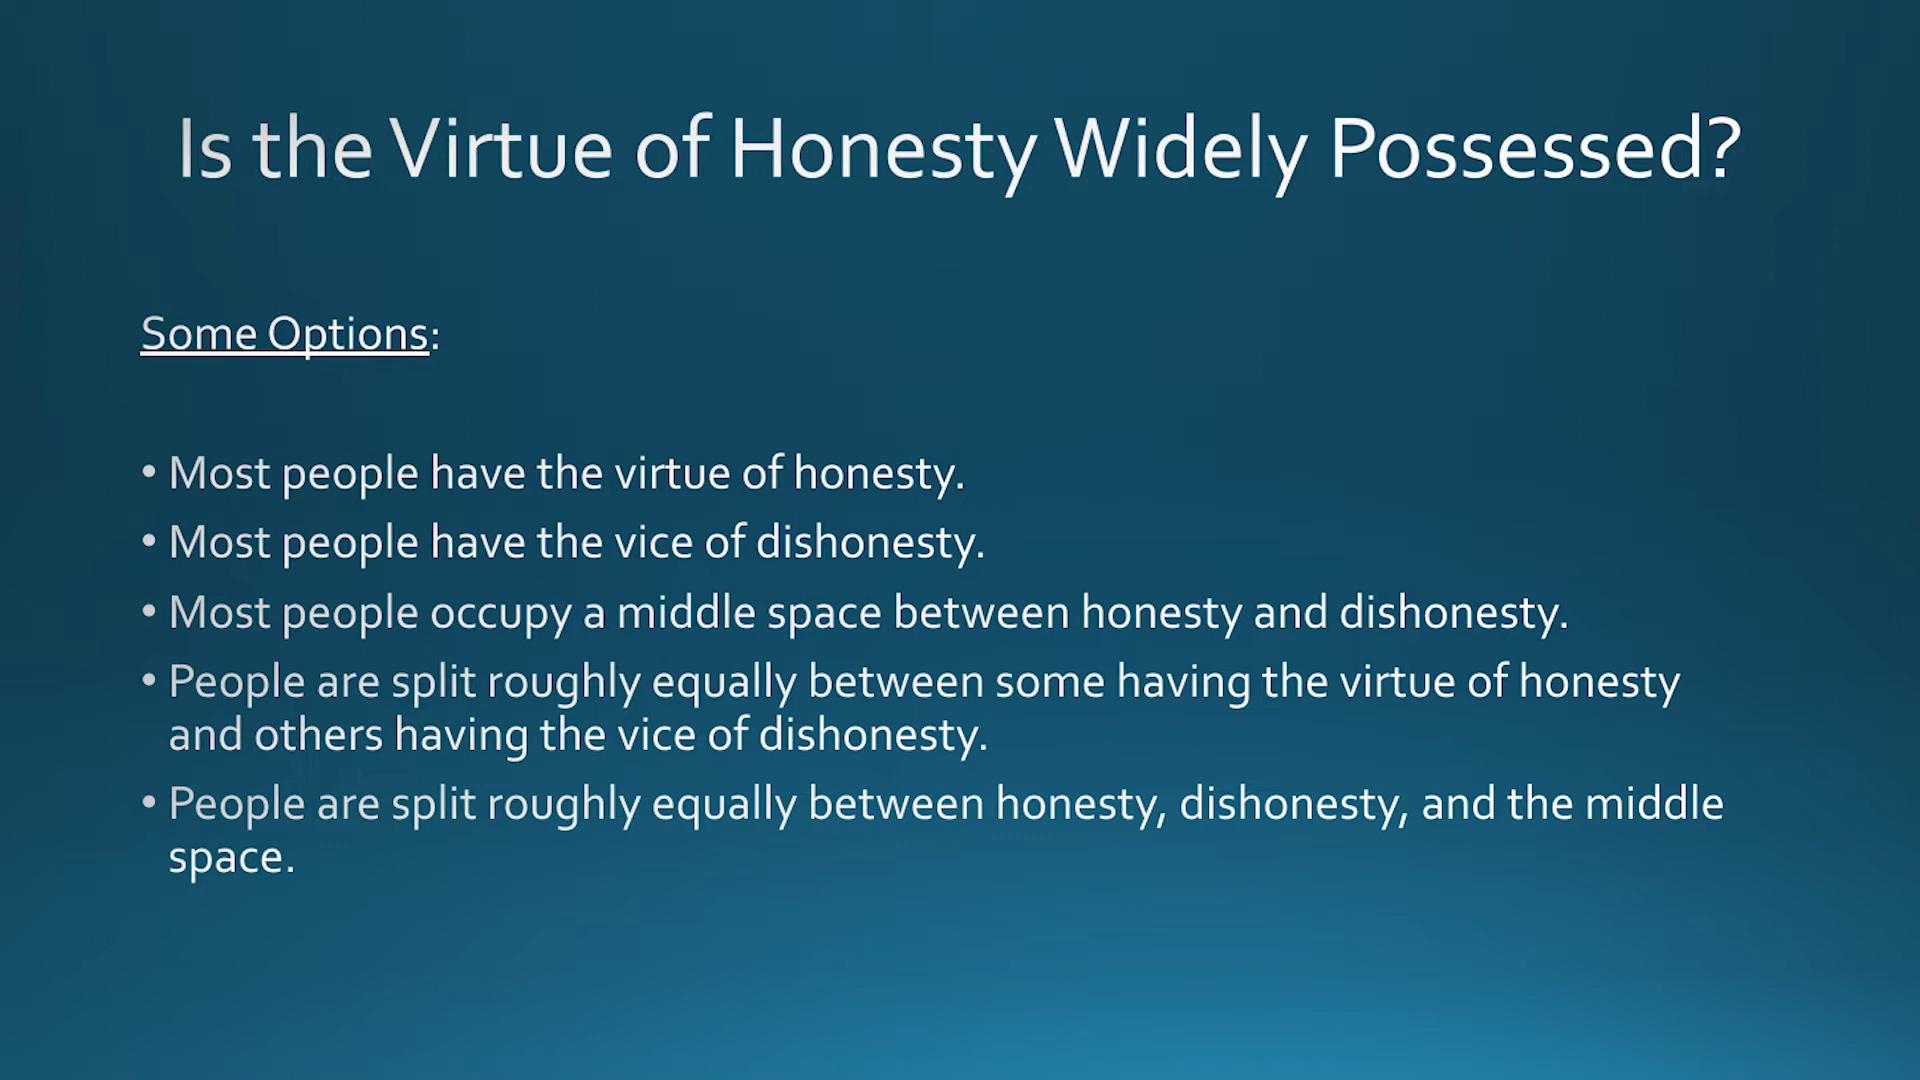 Is the Virtue of Honesty Widely Possessed?
Some Options:
• Most people have the virtue of honesty.
• Most people have the vice of dishonesty.
• Most people occupy a middle space between honesty and dishonesty.
• People are split roughly equally between some having the virtue of honesty
and others having the vice of dishonesty.
• People are split roughly equally between honesty, dishonesty, and the middle
space.